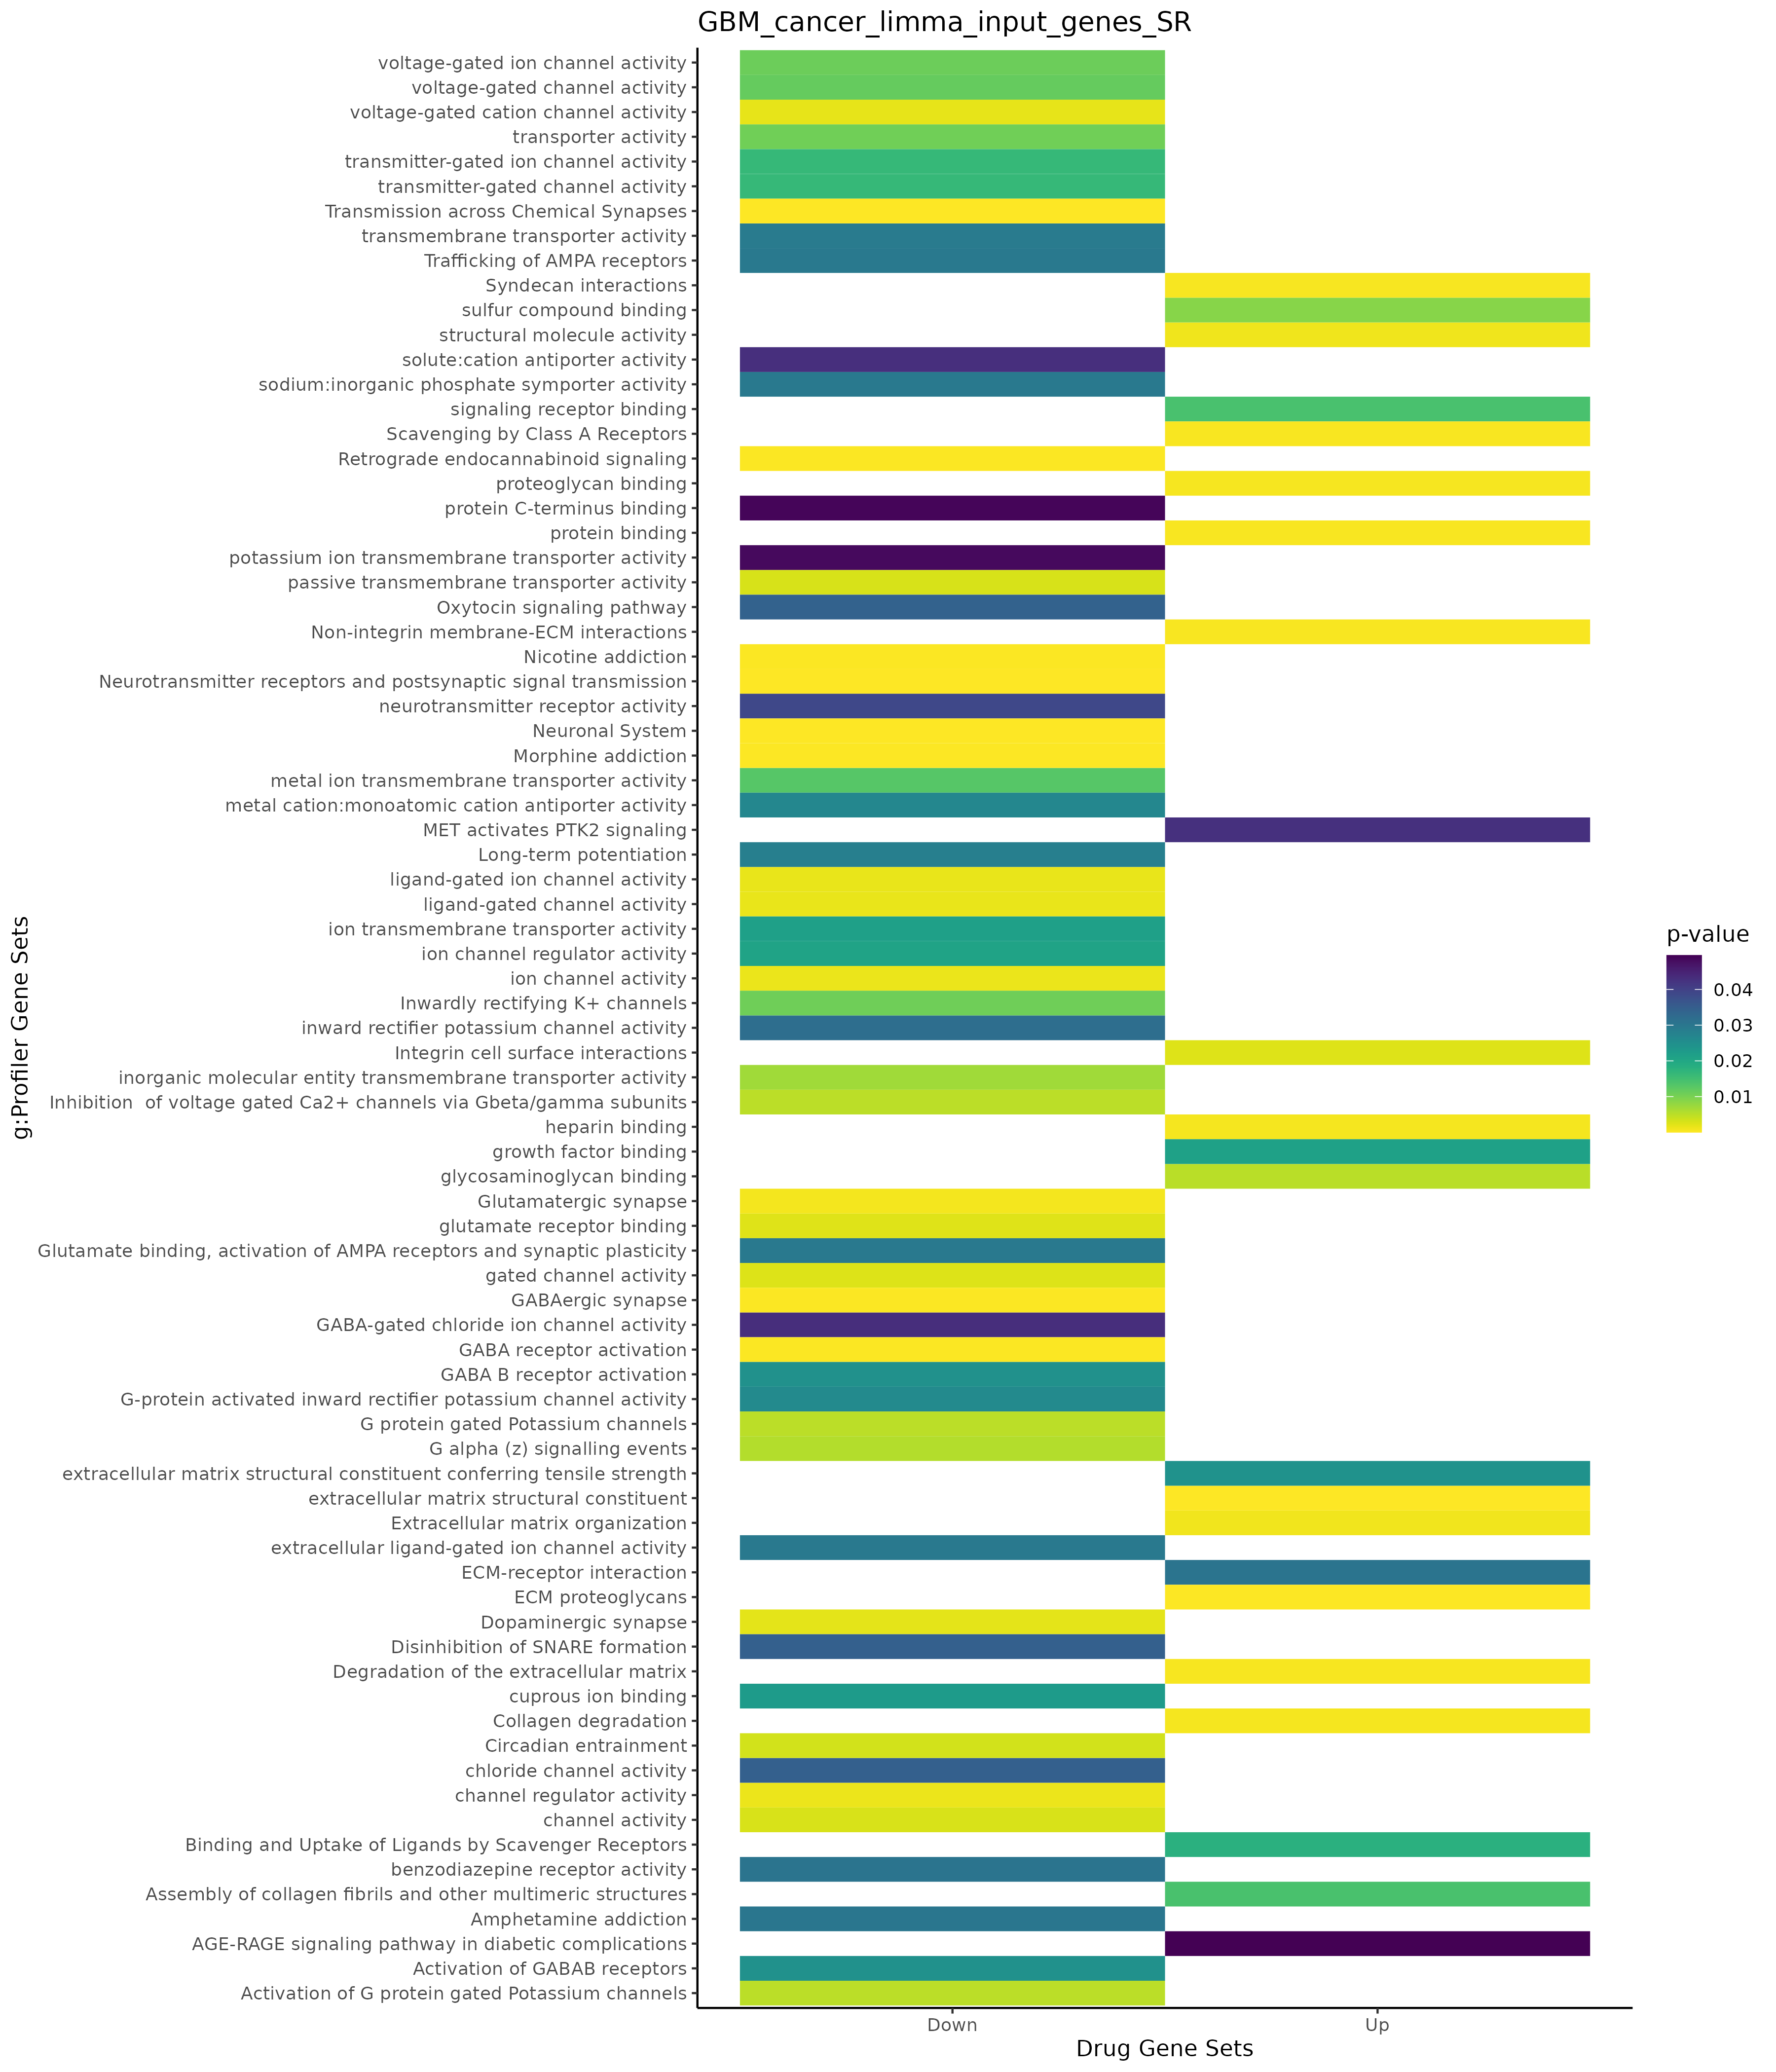 GBM_cancer_limma_input_genes_SR
voltage-gated ion channel activity
voltage-gated channel activity
voltage-gated cation channel activity
transporter activity
transmitter-gated ion channel activity
transmitter-gated channel activity
Transmission across Chemical Synapses
transmembrane transporter activity
Trafficking of AMPA receptors
Syndecan interactions
sulfur compound binding
structural molecule activity
solute:cation antiporter activity
sodium:inorganic phosphate symporter activity
signaling receptor binding
Scavenging by Class A Receptors
Retrograde endocannabinoid signaling
proteoglycan binding
protein C-terminus binding
protein binding
potassium ion transmembrane transporter activity
passive transmembrane transporter activity
Oxytocin signaling pathway
Non-integrin membrane-ECM interactions
Nicotine addiction
Neurotransmitter receptors and postsynaptic signal transmission
neurotransmitter receptor activity
Neuronal System
Morphine addiction
metal ion transmembrane transporter activity
metal cation:monoatomic cation antiporter activity
MET activates PTK2 signaling
Long-term potentiation
ligand-gated ion channel activity
ligand-gated channel activity
ion transmembrane transporter activity
ion channel regulator activity
ion channel activity
Inwardly rectifying K+ channels
inward rectifier potassium channel activity
Integrin cell surface interactions
inorganic molecular entity transmembrane transporter activity
Inhibition  of voltage gated Ca2+ channels via Gbeta/gamma subunits
heparin binding
growth factor binding
glycosaminoglycan binding
Glutamatergic synapse
glutamate receptor binding
Glutamate binding, activation of AMPA receptors and synaptic plasticity
gated channel activity
GABAergic synapse
GABA-gated chloride ion channel activity
GABA receptor activation
GABA B receptor activation
G-protein activated inward rectifier potassium channel activity
G protein gated Potassium channels
G alpha (z) signalling events
extracellular matrix structural constituent conferring tensile strength
extracellular matrix structural constituent
Extracellular matrix organization
extracellular ligand-gated ion channel activity
ECM-receptor interaction
ECM proteoglycans
Dopaminergic synapse
Disinhibition of SNARE formation
Degradation of the extracellular matrix
cuprous ion binding
Collagen degradation
Circadian entrainment
chloride channel activity
channel regulator activity
channel activity
Binding and Uptake of Ligands by Scavenger Receptors
benzodiazepine receptor activity
Assembly of collagen fibrils and other multimeric structures
Amphetamine addiction
AGE-RAGE signaling pathway in diabetic complications
Activation of GABAB receptors
Activation of G protein gated Potassium channels
g:Profiler Gene Sets
Down
Up
Drug Gene Sets
p-value
0.04
0.03
0.02
0.01